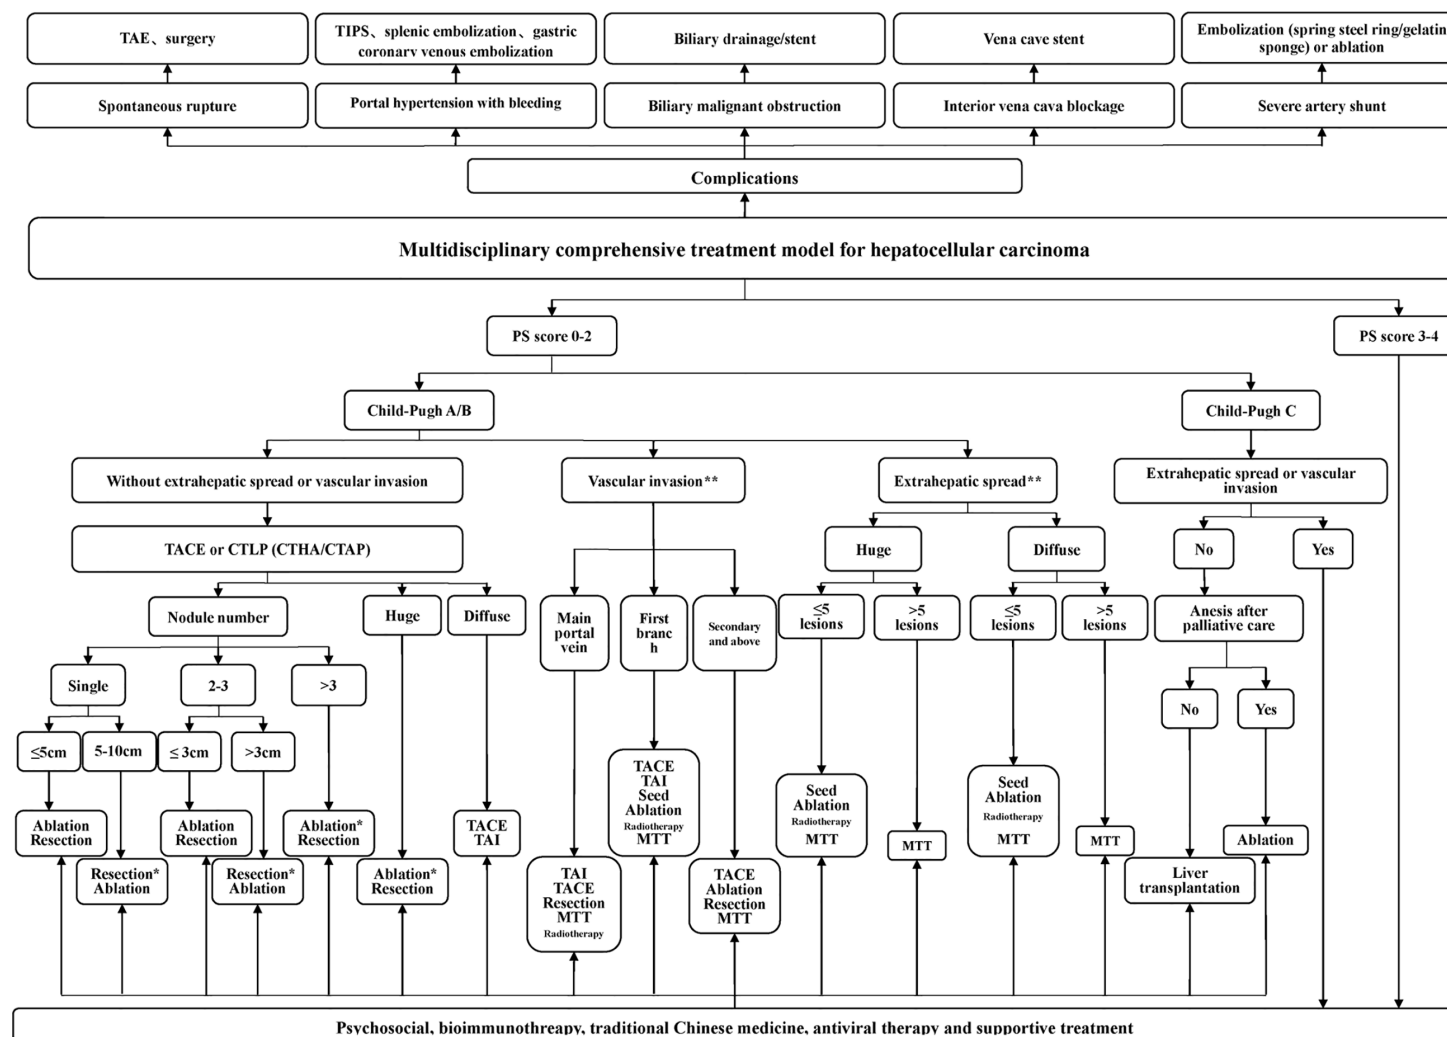 TAE、surgery
TIPS、splenic embolization、gastric
coronary venous embolization
Biliary drainage/stent
Vena cave stent
Embolization (spring steel ring/gelatin
sponge) or ablation
Spontaneous rupture
Portal hypertension with bleeding
Biliary malignant obstruction
Interior vena cava blockage
Severe artery shunt
Complications
Multidisciplinary comprehensive treatment model for hepatocellular carcinoma
PS score 0-2
PS score 3-4
Child-Pugh A/B
Child-Pugh C
Without extrahepatic spread or vascular invasion
Vascular invasion**
Extrahepatic spread**
Extrahepatic spread or vascular
invasion
TACE or CTLP (CTHA/CTAP)
Huge
Diffuse
No
Yes
Nodule number
Huge
Diffuse
Main
portal
vein
First
branc
h
Secondary
and above
≤5
lesions
>5
lesions
≤5
lesions
>5
lesions
Anesis after
palliative care
Single
2-3
>3
No
Yes
≤5cm
5-10cm
≤ 3cm
>3cm
Ablation
Resection
Resection*
Ablation
Ablation
Resection
Resection*
Ablation
Ablation*
Resection
Ablation*
Resection
TACE
TAI
TAI
TACE
Resection
MTT
Radiotherapy
TACE
TAI
Seed
Ablation
Radiotherapy
MTT
TACE
Ablation
Resection
MTT
Seed
Ablation
Radiotherapy
MTT
MTT
Seed
Ablation
Radiotherapy
MTT
MTT
Liver
transplantation
Ablation
Psychosocial, bioimmunothreapy, traditional Chinese medicine, antiviral therapy and supportive treatment